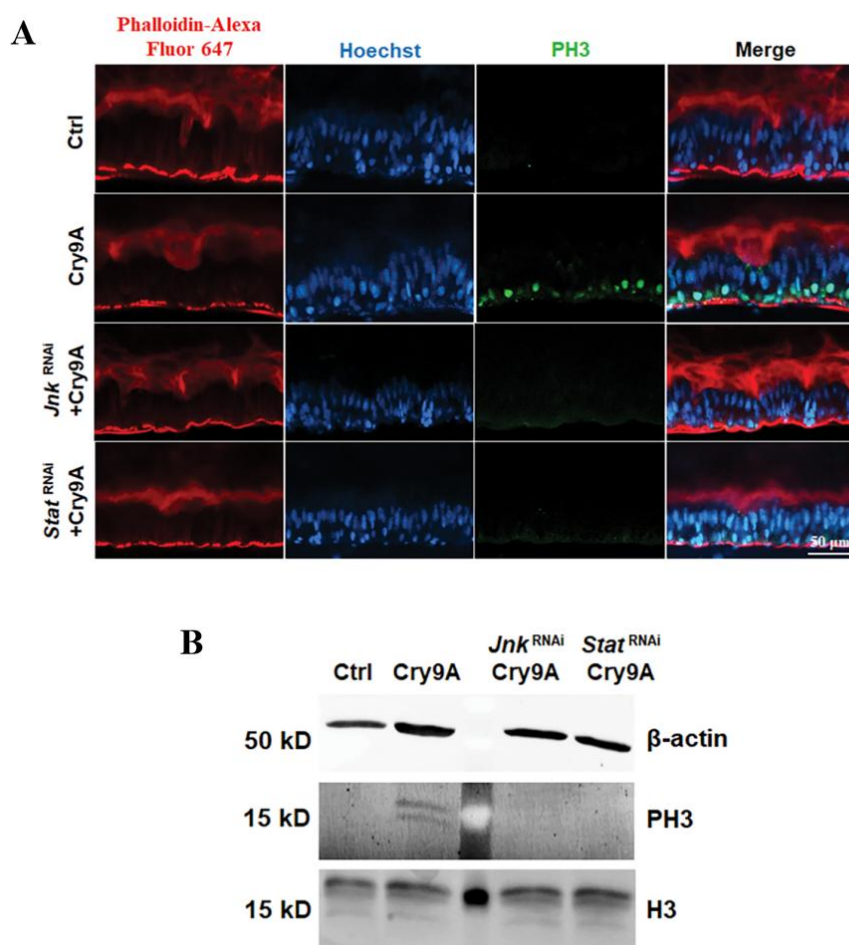 A
Phalloidin-Alexa
Fluor 647
Hoechst
PH3
Merge
Ctrl
Cry9A
Jnk RNAi
+Cry9A
Stat RNAi
+Cry9A
50 μm
B
Ctrl
Cry9A
Jnk RNAi
Cry9A
Stat RNAi
Cry9A
50 kD
β-actin
15 kD
PH3
15 kD
H3